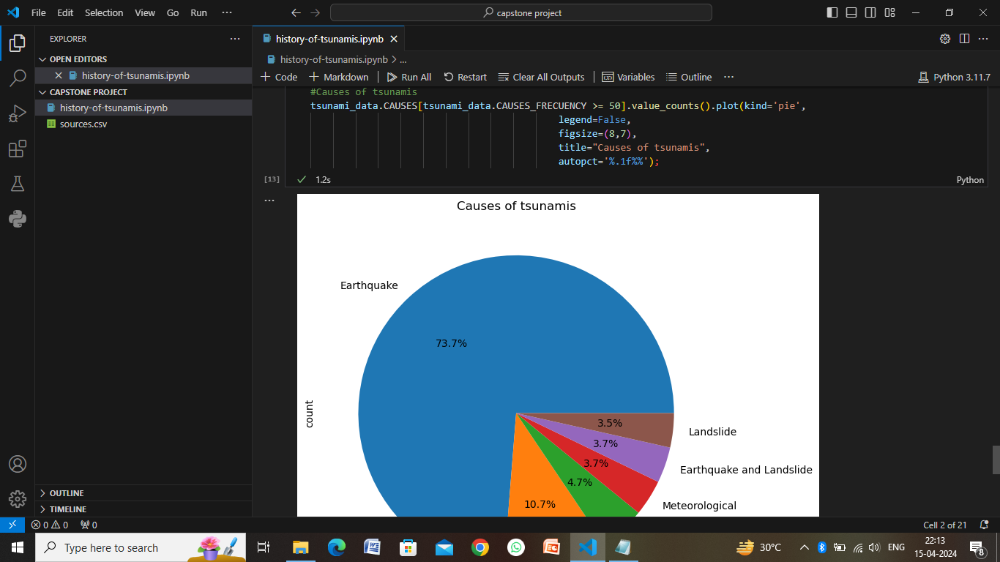 File Edit Selection View Go Run ···
capstone project
EXPLORER ···
OPEN EDITORS
history-of-tsunamis.ipynb
CAPSTONE PROJECT
history-of-tsunamis.ipynb
sources.csv
OUTLINE
TIMELINE
history-of-tsunamis.ipynb
history-of-tsunamis.ipynb > ...
+ Code + Markdown Run All Restart Clear All Outputs Variables Outline ··· Python 3.11.7
#Causes of tsunamis
tsunami_data.CAUSES[tsunami_data.CAUSES_FRECUENCY >= 50].value_counts().plot(kind='pie',
legend=False,
figsize=(8,7),
title="Causes of tsunamis",
autopct='%.1f%%');
[13] 1.2s Python
Causes of tsunamis
Earthquake
73.7%
count
3.5%
Landslide
3.7%
Earthquake and Landslide
3.7%
4.7%
Meteorological
10.7%
0 0 0 Cell 2 of 21
Type here to search
30°C ENG 22:13
15-04-2024 8